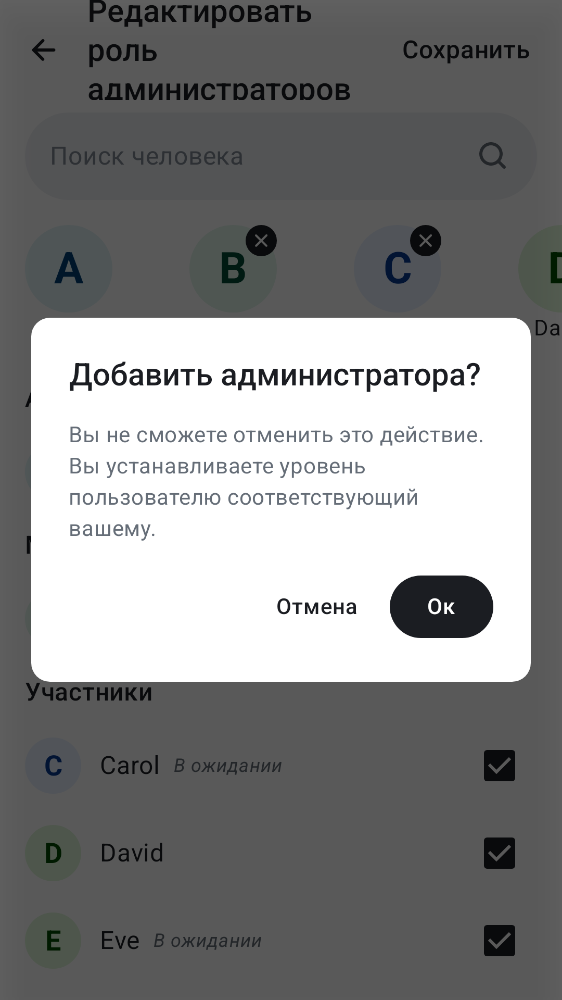 Редактировать
роль
администраторов
Сохранить
Поиск человека
A
B
C
D
Da
Добавить администратора?
Вы не сможете отменить это действие.
Вы устанавливаете уровень
пользователю соответствующий
вашему.
Отмена
Ок
Участники
C
Carol В ожидании
D
David
E
Eve В ожидании